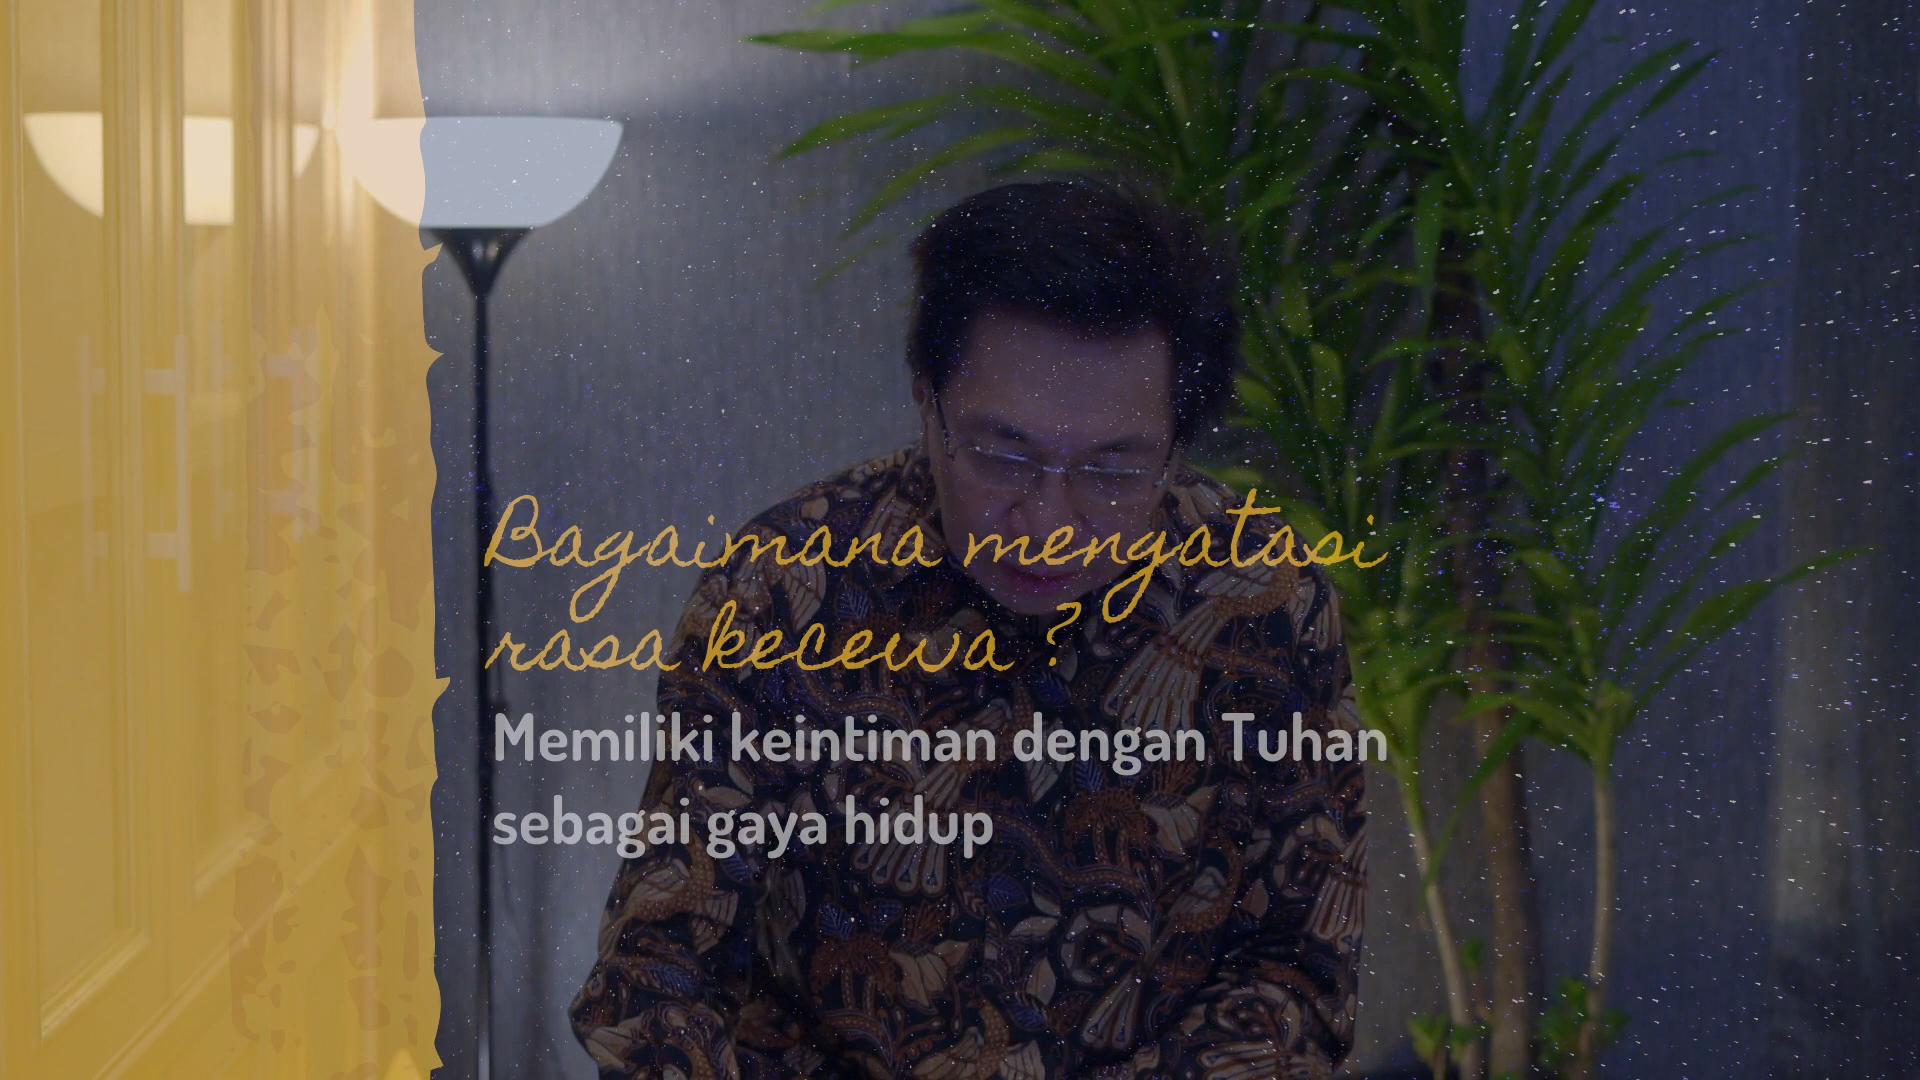 Bagaimana mengatasi
rasa kecewa ?
Memiliki keintiman dengan Tuhan
sebagai gaya hidup